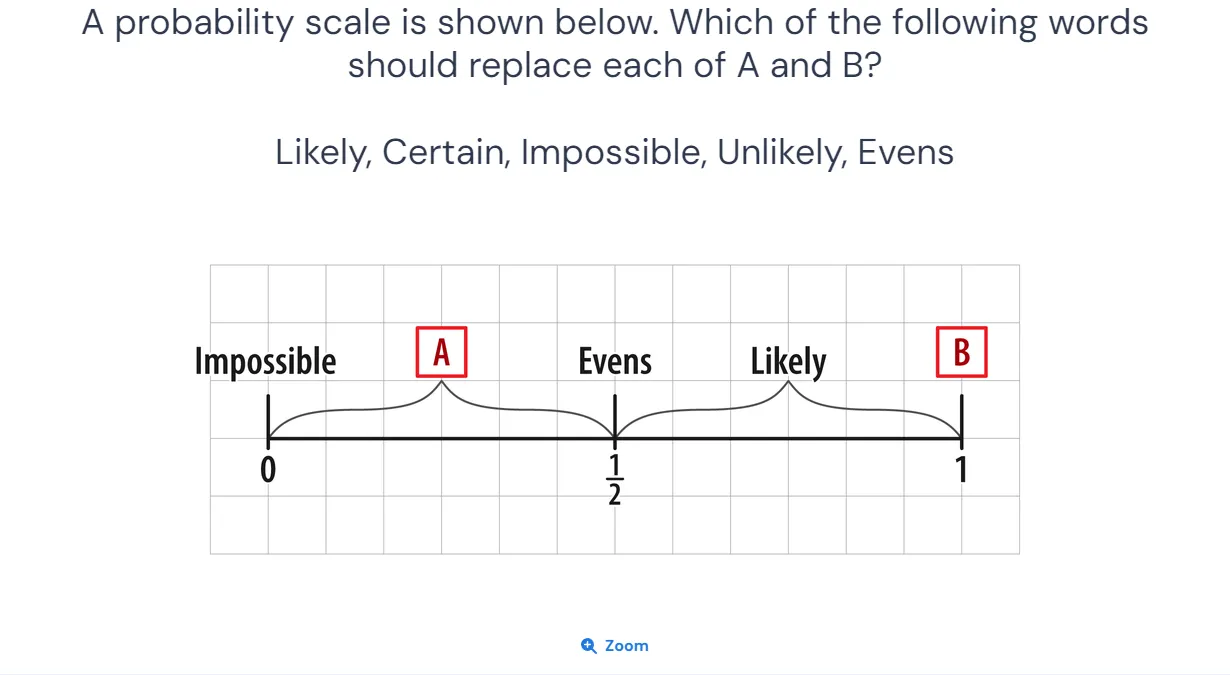 A probability scale is shown below. Which of the following words
should replace each of A and B?
Likely, Certain, Impossible, Unlikely, Evens
Impossible A Evens Likely B
0 1/2 1
Zoom